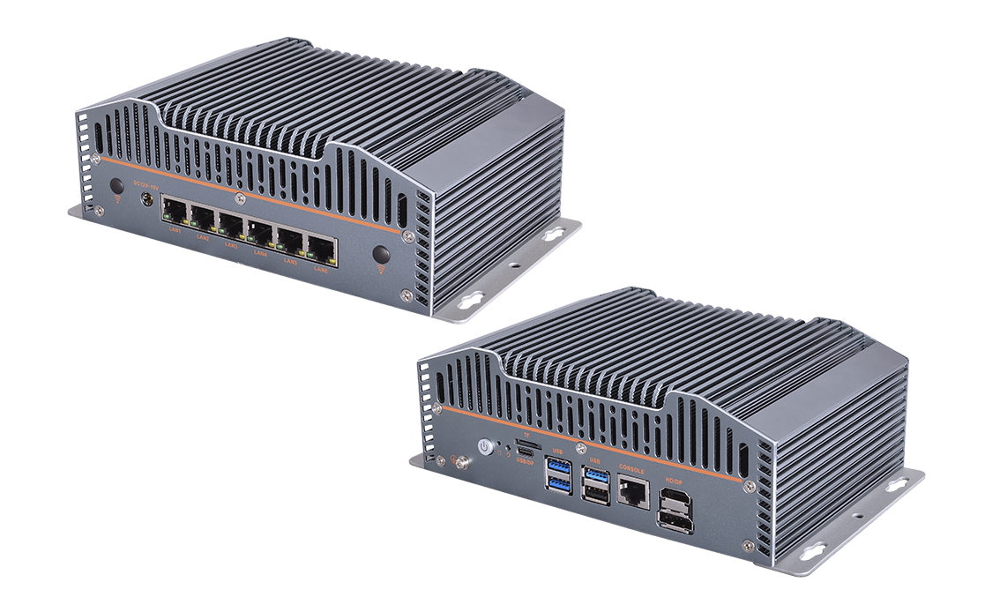 DC12V-19V
LAN1
LAN2
LAN3
LAN4
LAN5
LAN6
TF
USB/DP
USB
USB
CONSOLE
HD/DP